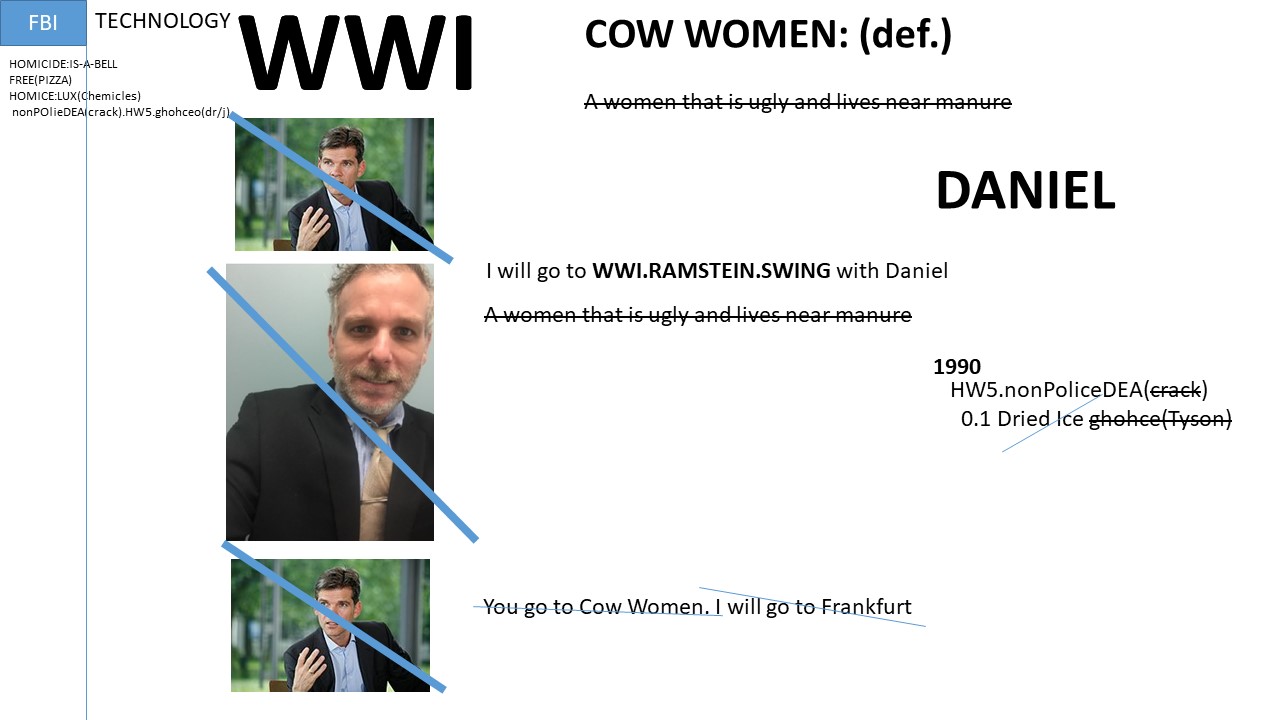 FBI
TECHNOLOGY
HOMICIDE:IS-A-BELL
FREE(PIZZA)
HOMICE:LUX(Chemicles)
nonPOlieDEA(crack).HW5.ghohceo(dr/j)
WWI
COW WOMEN: (def.)
A women that is ugly and lives near manure
DANIEL
I will go to WWI.RAMSTEIN.SWING with Daniel
A women that is ugly and lives near manure
1990
HW5.nonPoliceDEA(crack)
0.1 Dried Ice ghohce(Tyson)
You go to Cow Women. I will go to Frankfurt